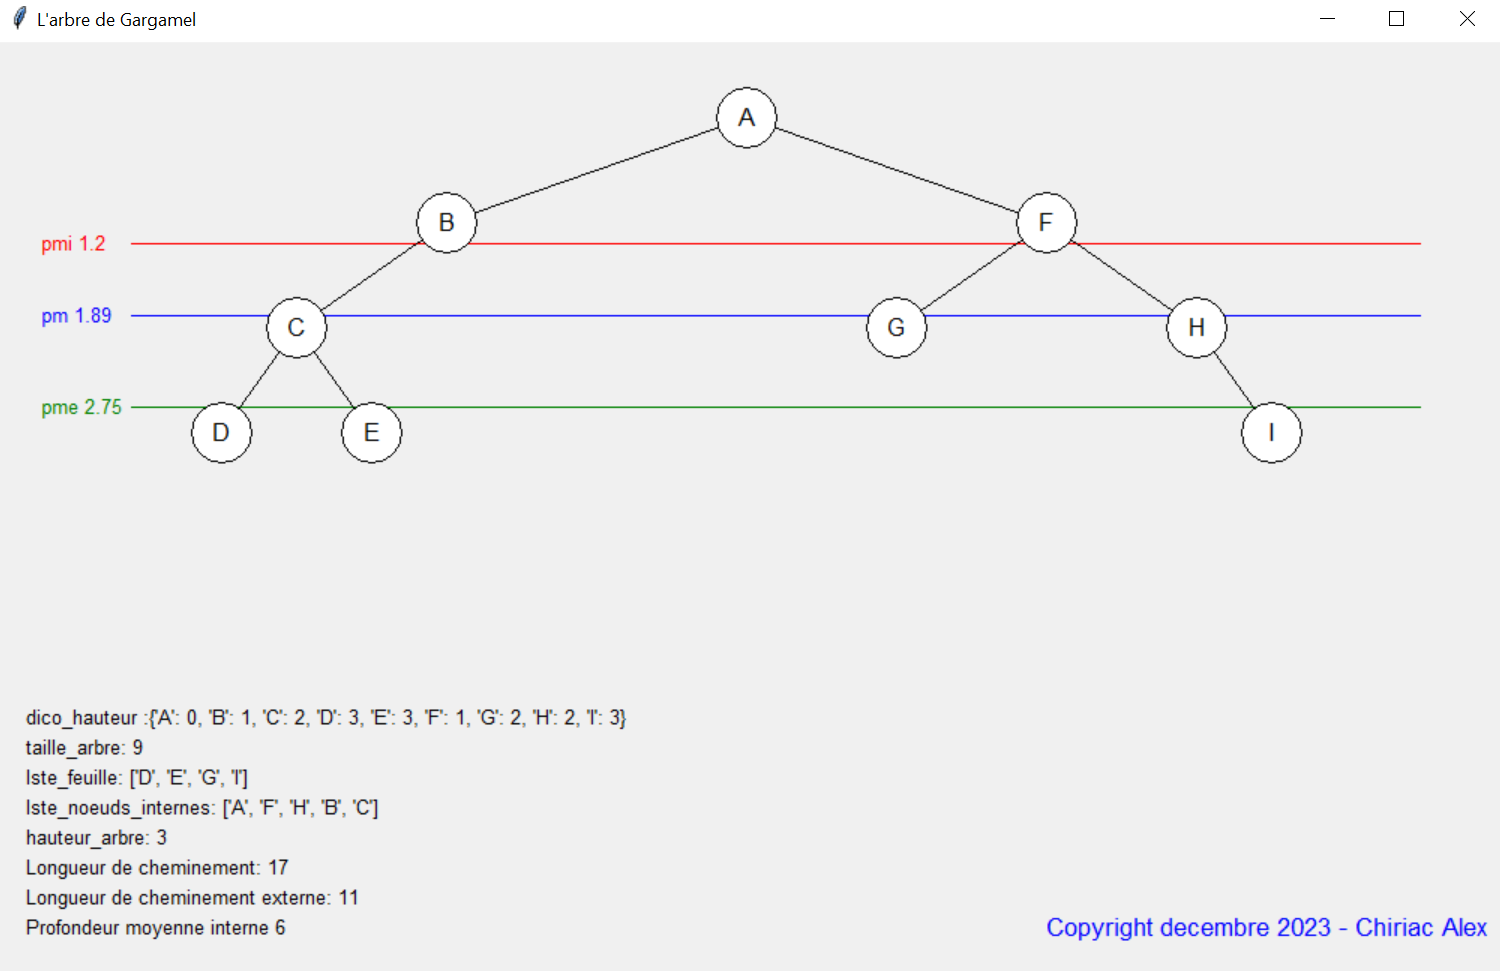 L'arbre de Gargamel
A
B
F
pmi 1.2
pm 1.89
C
G
H
pme 2.75
D
E
I
dico_hauteur :{'A': 0, 'B': 1, 'C': 2, 'D': 3, 'E': 3, 'F': 1, 'G': 2, 'H': 2, 'I': 3}
taille_arbre: 9
lste_feuille: ['D', 'E', 'G', 'I']
lste_noeuds_internes: ['A', 'F', 'H', 'B', 'C']
hauteur_arbre: 3
Longueur de cheminement: 17
Longueur de cheminement externe: 11
Profondeur moyenne interne 6
Copyright decembre 2023 - Chiriac Alex